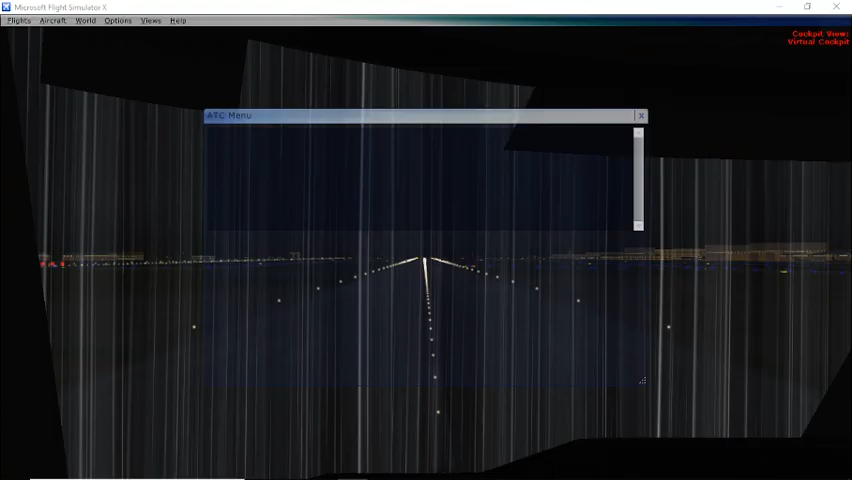 Microsoft Flight Simulator X
Flights Aircraft World Options Views Help
Cockpit View:
Virtual Cockpit
ATC Menu